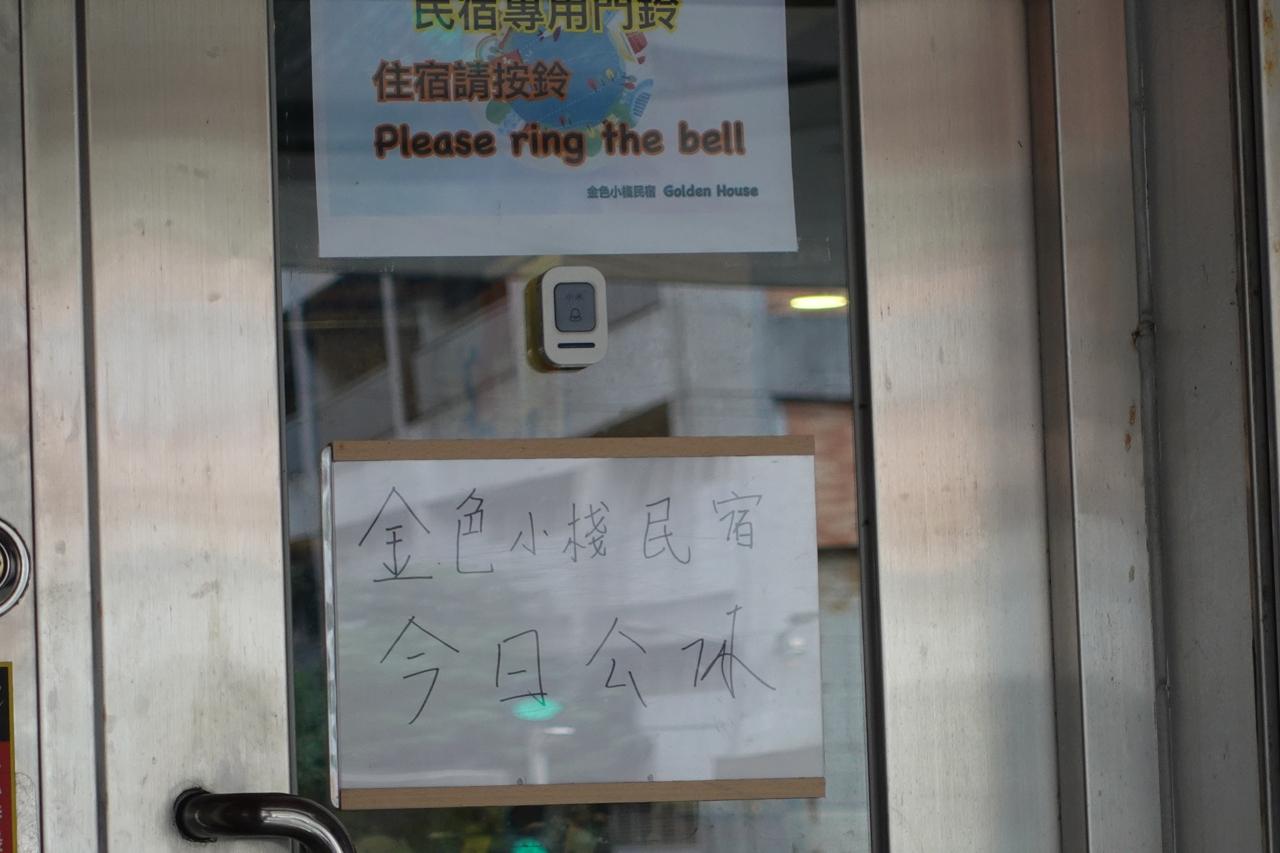 民宿專用門鈴
住宿請按鈴
Please ring the bell
金色小棧民宿 Golden House
金色小棧民宿
今日公休